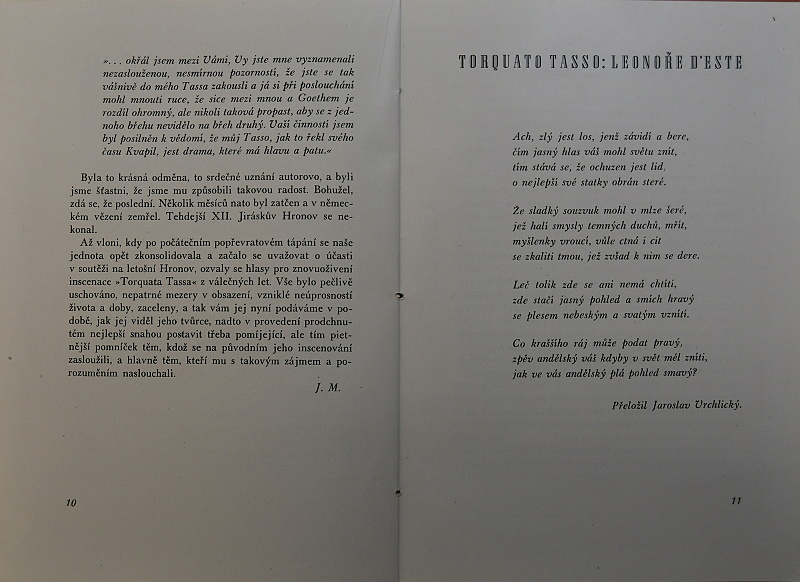 ». . . okřál jsem mezi Vámi, Vy jste mne vyznamenali
nezaslouženou, nesmírnou pozorností, že jste se tak
vášnivě do mého Tassa zakousli a já si při poslouchání
mohl mnouti ruce, že sice mezi mnou a Goethem je
rozdíl ohromný, ale nikoli taková propast, aby se z jed-
noho břehu nevidělo na břeh druhý. Vaší činností jsem
byl posílněn k vědomí, že můj Tasso, jak to řekl svého
času Kvapil, jest drama, které má hlavu a patu.«
Byla to krásná odměna, to srdečné uznání autorovo, a byli
jsme šťastni, že jsme mu způsobili takovou radost. Bohužel,
zdá se, že poslední. Několik měsíců nato byl zatčen a v němec-
kém vězení zemřel. Tehdejší XII. Jiráskův Hronov se ne-
konal.
Až vloni, kdy po počátečním popřevratovém tápání se naše
jednota opět zkonsolidovala a začalo se uvažovat o účasti
v soutěži na letošní Hronov, ozvaly se hlasy pro znovuoživení
inscenace »Torquata Tassa« z válečných let. Vše bylo pečlivě
uschováno, nepatrné mezery v obsazení, vzniklé neúprosností
života a doby, zaceleny, a tak vám jej nyní podáváme v po-
době, jak jej viděl jeho tvůrce, nadto v provedení prodchnu-
tém nejlepší snahou postavit třeba pomíjející, ale tím piet-
nější pomníček těm, kdož se na původním jeho inscenování
zasloužili, a hlavně těm, kteří mu s takovým zájmem a po-
rozuměním naslouchali.
J. M.
10
TORQUATO TASSO: LEONOŘE D'ESTE
Ach, zlý jest los, jenž závidí a bere,
čím jasný hlas váš mohl světu znít,
tím stává se, že ochuzen jest lid,
o nejlepší své statky obrán steré.
Že sladký souzvuk mohl v mlze šeré,
jež halí smysly temných duchů, mřít,
myšlenky vroucí, vůle ctná i cit
se zkalití tmou, jež zvšad k nim se dere.
Leč tolik zde se ani nemá chtíti,
zde stačí jasný pohled a smích hravý
se plesem nebeským a svatým vzníti.
Co kraššího ráj může podat pravý,
zpěv andělský váš kdyby v svět měl zníti,
jak ve vás andělský plá pohled smavý?
Přeložil Jaroslav Vrchlický.
11